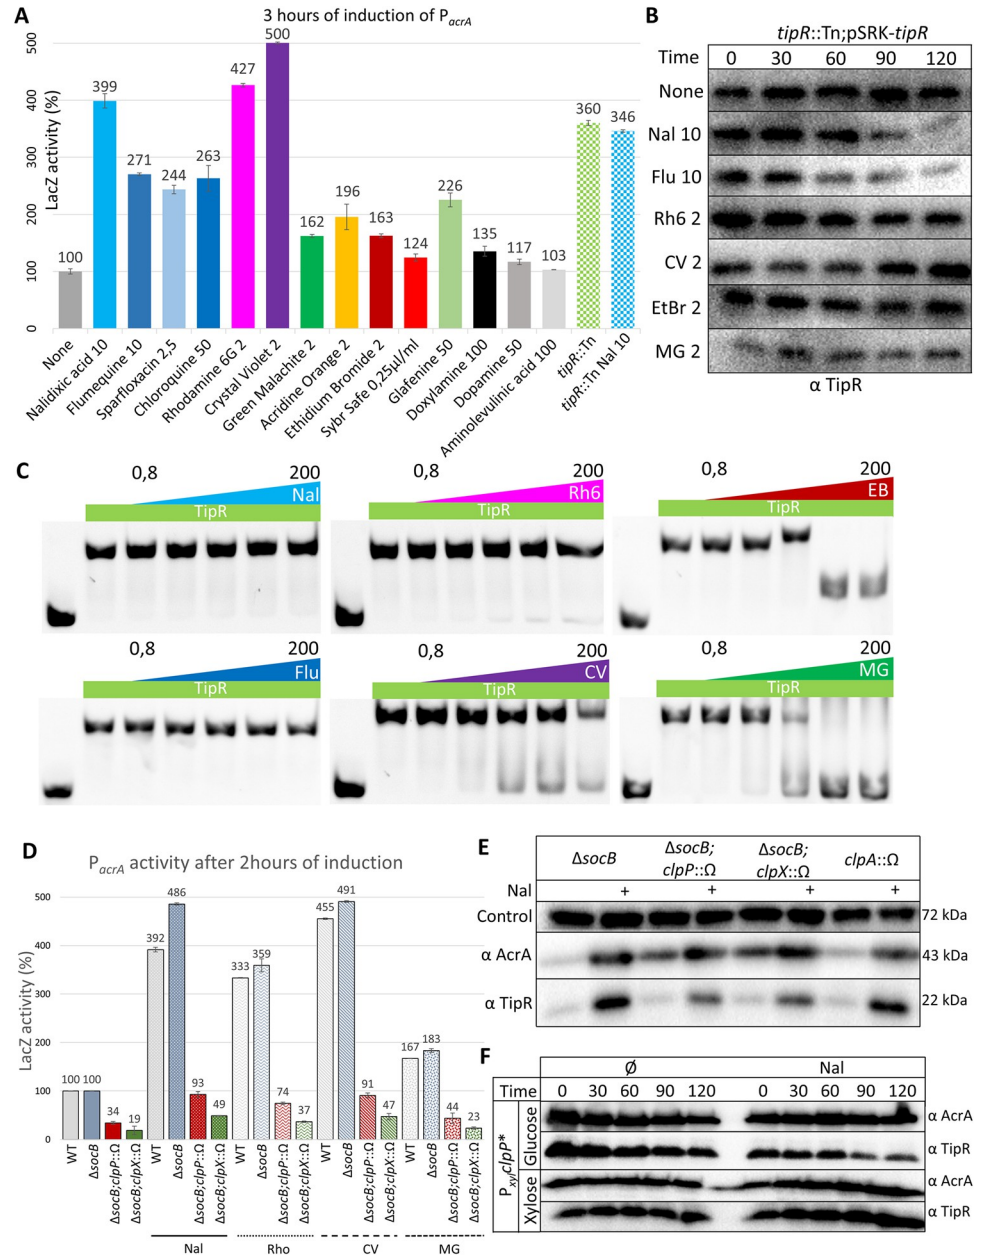 A
3 hours of induction of PacrA
LacZ activity (%)
500
400
300
200
100
0
100
399
271
244
263
427
500
162
196
163
124
226
135
117
103
360
346
None
Nalidixic acid 10
Flumequine 10
Sparfloxacin 2,5
Chloroquine 50
Rhodamine 6G 2
Crystal Violet 2
Green Malachite 2
Acridine Orange 2
Ethidium Bromide 2
Sybr Safe 0,25µl/ml
Glafenine 50
Doxylamine 100
Dopamine 50
Aminolevulinic acid 100
tipR::Tn
tipR::Tn Nal 10
B
tipR::Tn;pSRK-tipR
Time 0 30 60 90 120
None
Nal 10
Flu 10
Rh6 2
CV 2
EtBr 2
MG 2
α TipR
C
0,8 200
Nal
TipR
0,8 200
Rh6
TipR
0,8 200
EB
TipR
0,8 200
Flu
TipR
0,8 200
CV
TipR
0,8 200
MG
TipR
D
PacrA activity after 2hours of induction
LacZ activity (%)
500
400
300
200
100
0
100
100
34
19
392
486
93
49
333
359
74
37
455
491
91
47
167
183
44
23
WT
ΔsocB
ΔsocB;clpP::Ω
ΔsocB;clpX::Ω
WT
ΔsocB
ΔsocB;clpP::Ω
ΔsocB;clpX::Ω
WT
ΔsocB
ΔsocB;clpP::Ω
ΔsocB;clpX::Ω
WT
ΔsocB
ΔsocB;clpP::Ω
ΔsocB;clpX::Ω
WT
ΔsocB
ΔsocB;clpP::Ω
ΔsocB;clpX::Ω
Nal
Rho
CV
MG
E
ΔsocB
ΔsocB;
clpP::Ω
ΔsocB;
clpX::Ω
clpA::Ω
Nal + + + +
Control 72 kDa
α AcrA 43 kDa
α TipR 22 kDa
F
Ø Nal
Time 0 30 60 90 120 0 30 60 90 120
PxylclpP*
Glucose
α AcrA
α TipR
Xylose
α AcrA
α TipR